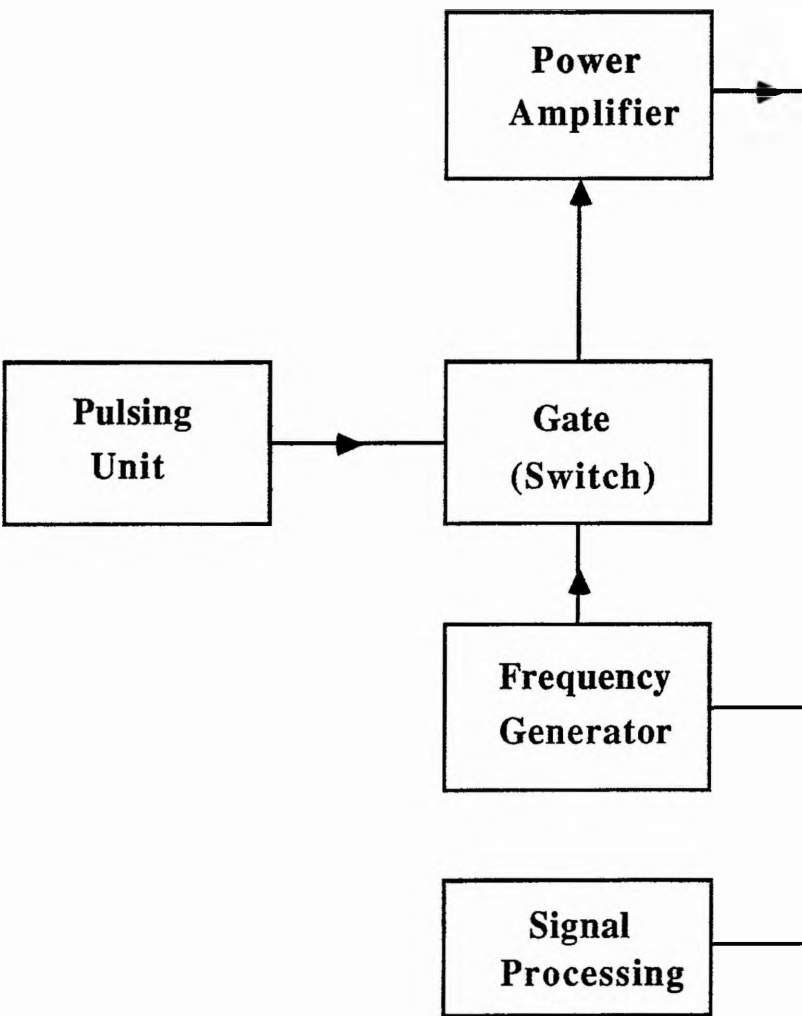 Power
Amplifier
Pulsing
Unit
Gate
(Switch)
Frequency
Generator
Signal
Processing